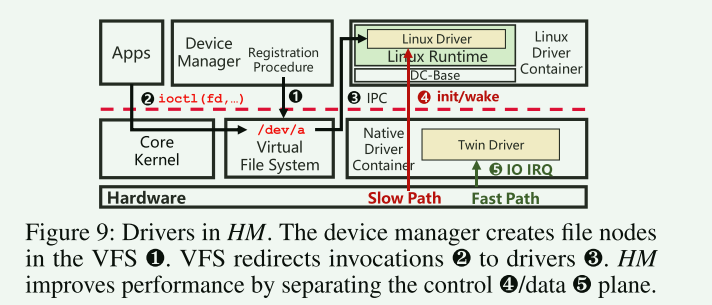 Apps
Device
Manager
Registration
Procedure
Linux Driver
Linux Runtime
DC-Base
Linux
Driver
Container
❷ ioctl(fd,…)
❶
❸ IPC
❹ init/wake
Core
Kernel
/dev/a
Virtual
File System
Native
Driver
Container
Twin Driver
❺ IO IRQ
Hardware
Slow Path
Fast Path
Figure 9: Drivers in HM. The device manager creates file nodes
in the VFS ❶. VFS redirects invocations ❷ to drivers ❸. HM
improves performance by separating the control ❹/data ❺ plane.